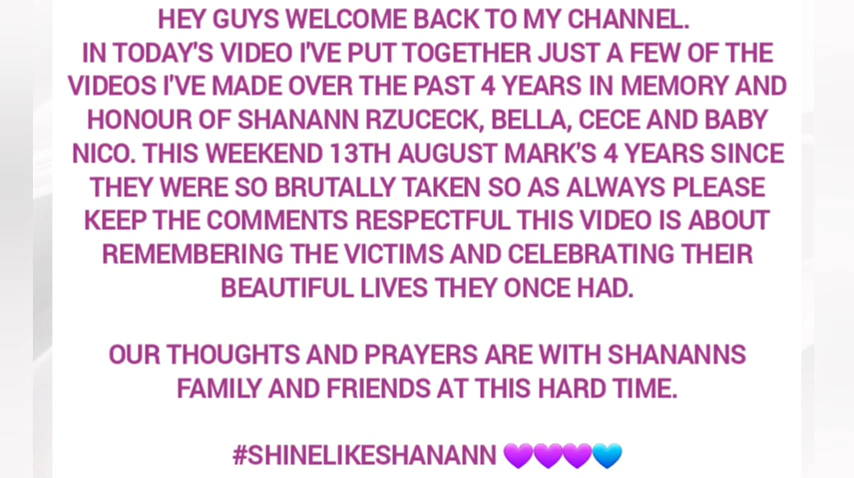 HEY GUYS WELCOME BACK TO MY CHANNEL.
IN TODAY'S VIDEO I'VE PUT TOGETHER JUST A FEW OF THE
VIDEOS I'VE MADE OVER THE PAST 4 YEARS IN MEMORY AND
HONOUR OF SHANANN RZUCECK, BELLA, CECE AND BABY
NICO. THIS WEEKEND 13TH AUGUST MARK'S 4 YEARS SINCE
THEY WERE SO BRUTALLY TAKEN SO AS ALWAYS PLEASE
KEEP THE COMMENTS RESPECTFUL THIS VIDEO IS ABOUT
REMEMBERING THE VICTIMS AND CELEBRATING THEIR
BEAUTIFUL LIVES THEY ONCE HAD.
OUR THOUGHTS AND PRAYERS ARE WITH SHANANNS
FAMILY AND FRIENDS AT THIS HARD TIME.
#SHINELIKESHANANN 💜💜💜💙